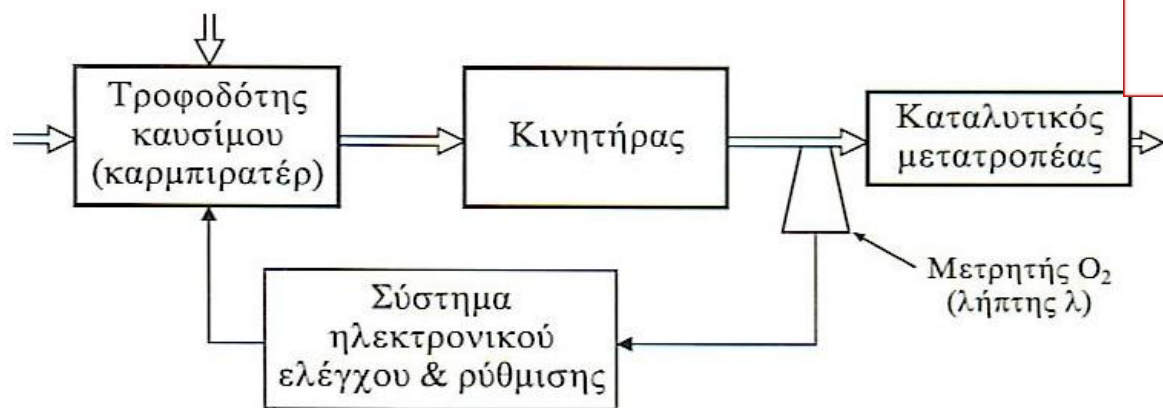 Τροφοδότης
καυσίμου
(καρμπιρατέρ)
Κινητήρας
Καταλυτικός
μετατροπέας
Μετρητής O₂
(λήπτης λ)
Σύστημα
ηλεκτρονικού
ελέγχου & ρύθμισης